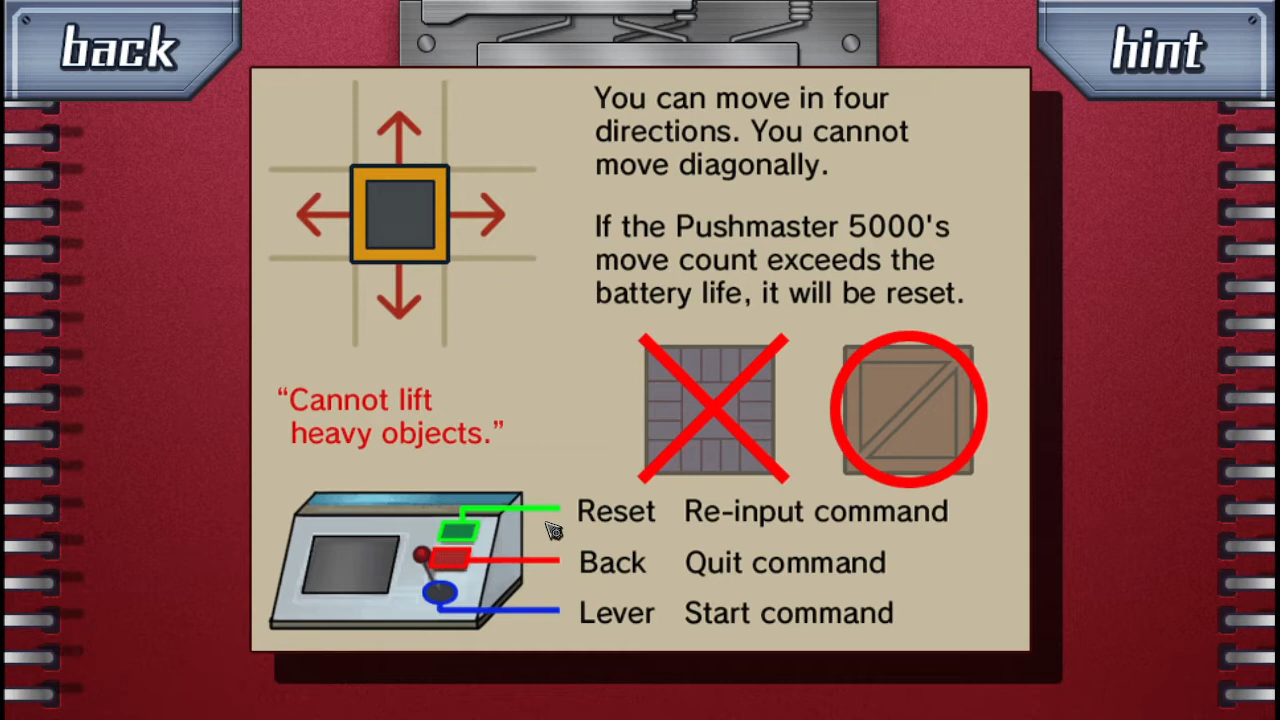 back
hint
You can move in four
directions. You cannot
move diagonally.
If the Pushmaster 5000's
move count exceeds the
battery life, it will be reset.
“Cannot lift
heavy objects.”
Reset Re-input command
Back Quit command
Lever Start command